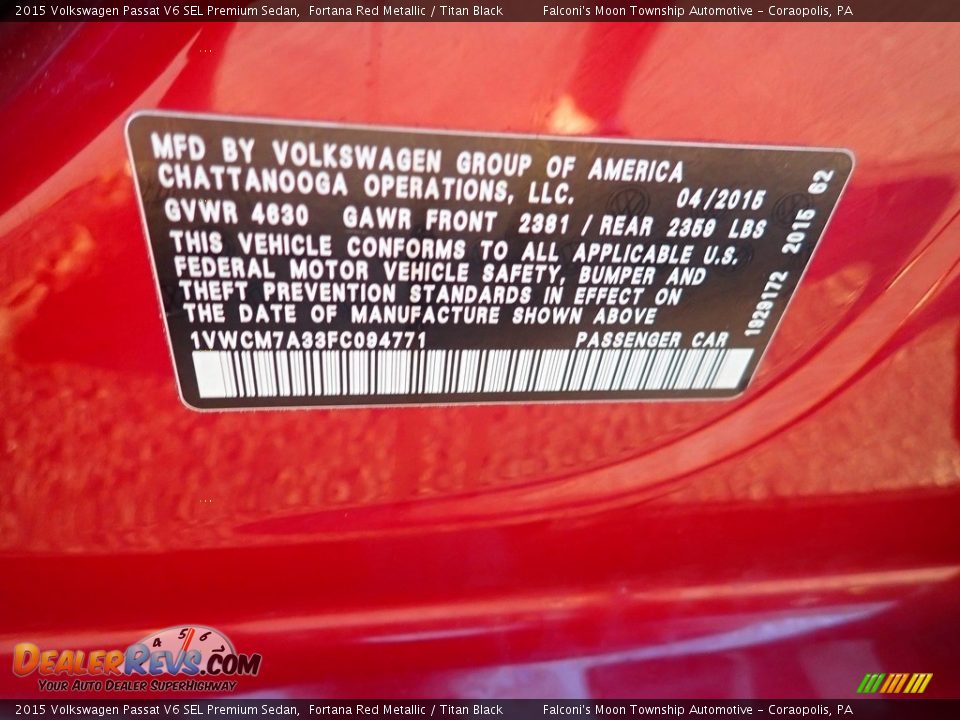 2015 Volkswagen Passat V6 SEL Premium Sedan,  Fortana Red Metallic / Titan Black        Falconi's Moon Township Automotive - Coraopolis, PA
MFD BY VOLKSWAGEN GROUP OF AMERICA
CHATTANOOGA OPERATIONS, LLC.    04/2015
GVWR 4630   GAWR FRONT 2381 / REAR 2359 LBS
THIS VEHICLE CONFORMS TO ALL APPLICABLE U.S.
FEDERAL MOTOR VEHICLE SAFETY, BUMPER AND
THEFT PREVENTION STANDARDS IN EFFECT ON
THE DATE OF MANUFACTURE SHOWN ABOVE
1VWCM7A33FC094771    PASSENGER CAR
1929172  2015  62
4 5 6
DEALERREVS.COM
YOUR AUTO DEALER SUPERHIGHWAY
2015 Volkswagen Passat V6 SEL Premium Sedan,  Fortana Red Metallic / Titan Black        Falconi's Moon Township Automotive - Coraopolis, PA